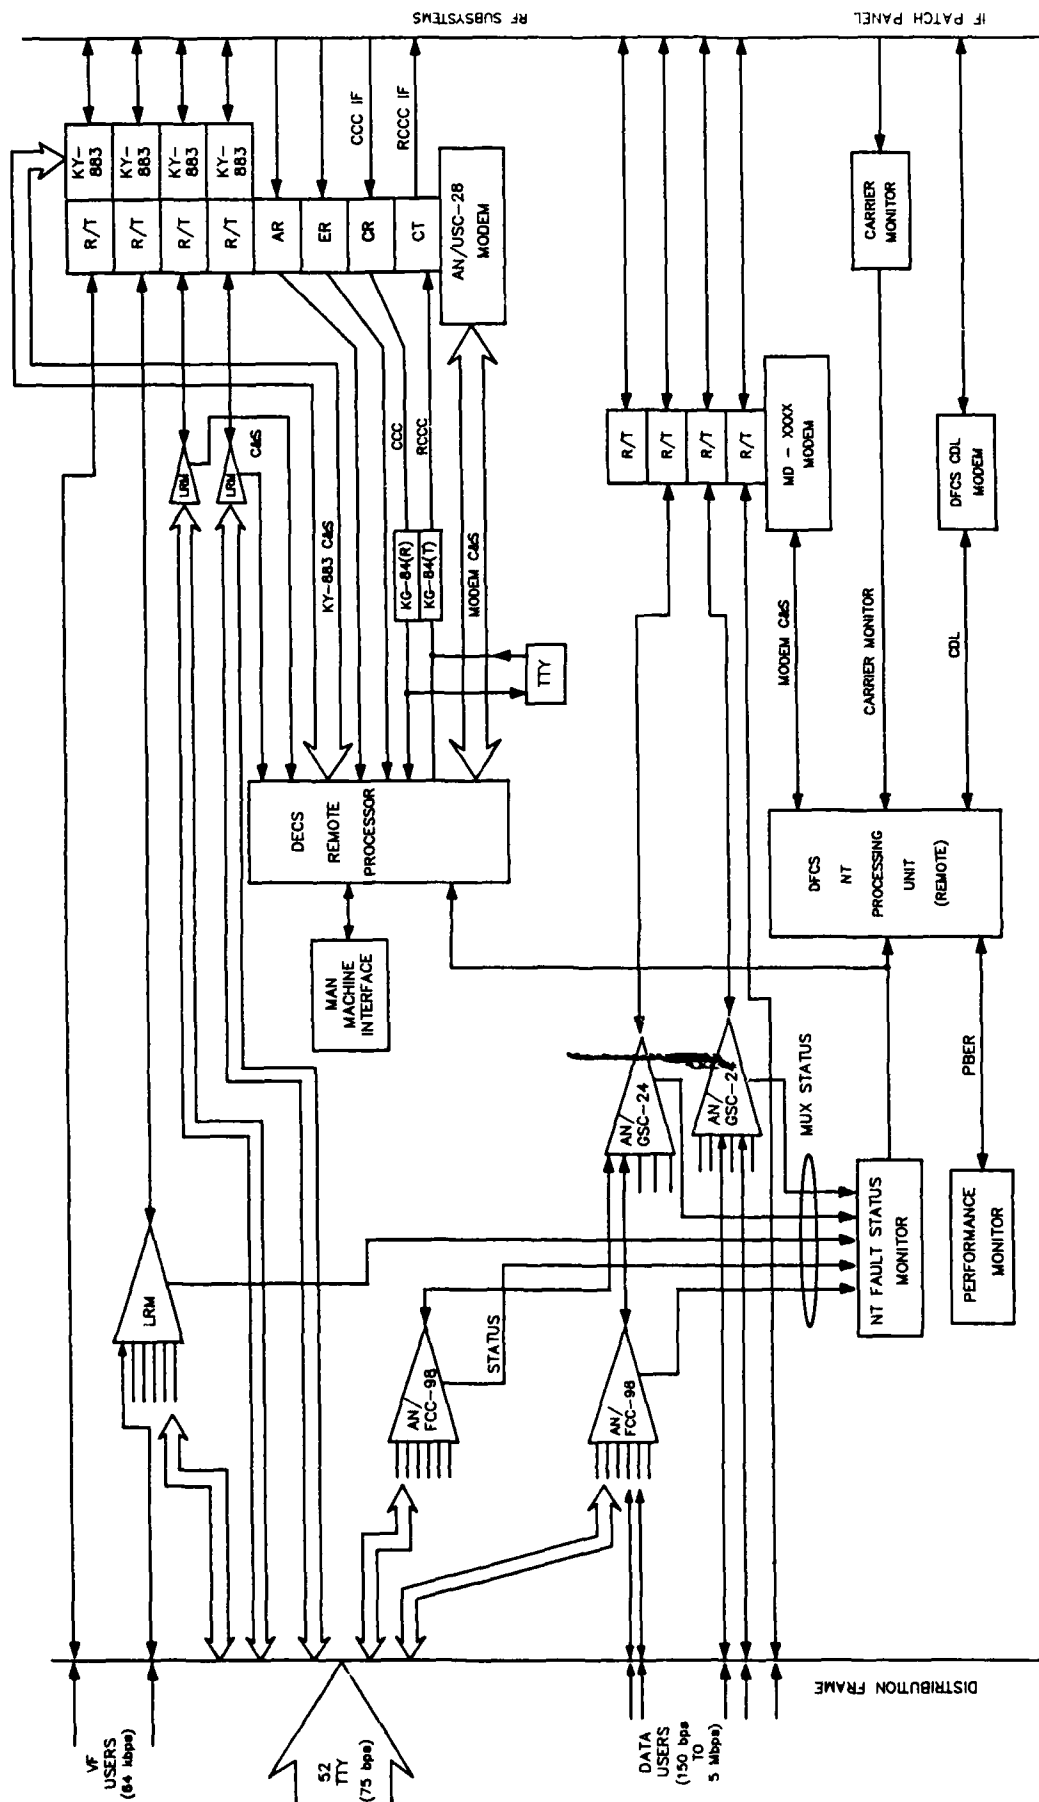 RF SUBSYSTEMS
IF PATCH PANEL
KY-
883
KY-
883
KY-
883
KY-
883
R/T
R/T
R/T
R/T
AR
ER
CR
CT
CCC IF
RCCC IF
AN/USC-28
MODEM
CARRIER
MONITOR
LRM
LRM
C&S
KY-883 C&S
CCC
RCCC
KG-84(R)
KG-84(T)
MODEM C&S
TTY
R/T
R/T
R/T
R/T
MD - XXXX
MODEM
DFCS CDL
MODEM
MODEM C&S
CARRIER MONITOR
CDL
DECS
REMOTE
PROCESSOR
DFCS
NT
PROCESSING
UNIT
(REMOTE)
MAN
MACHINE
INTERFACE
AN/
GSC-24
AN/
GSC-24
MUX STATUS
PBER
LRM
STATUS
AN/
FCC-98
AN/
FCC-98
NT FAULT STATUS
MONITOR
PERFORMANCE
MONITOR
DISTRIBUTION FRAME
VF
USERS
(64 kbps)
52
TTY
(75 bps)
DATA
USERS
(150 bps
TO
5 Mbps)